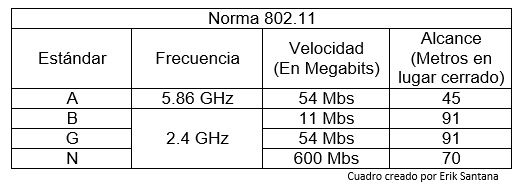 Norma 802.11
Estándar Frecuencia Velocidad (En Megabits) Alcance (Metros en lugar cerrado)
A 5.86 GHz 54 Mbs 45
B 2.4 GHz 11 Mbs 91
G 54 Mbs 91
N 600 Mbs 70
Cuadro creado por Erik Santana